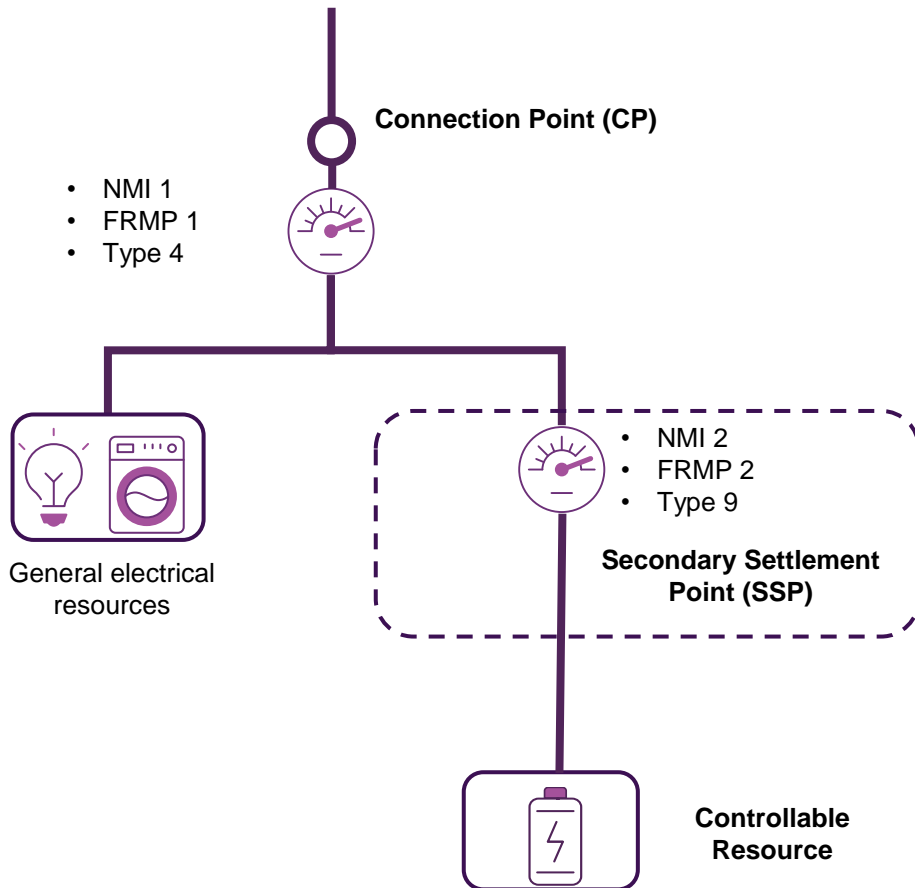 Connection Point (CP)
• NMI 1
• FRMP 1
• Type 4
• NMI 2
• FRMP 2
• Type 9
General electrical
resources
Secondary Settlement
Point (SSP)
Controllable
Resource